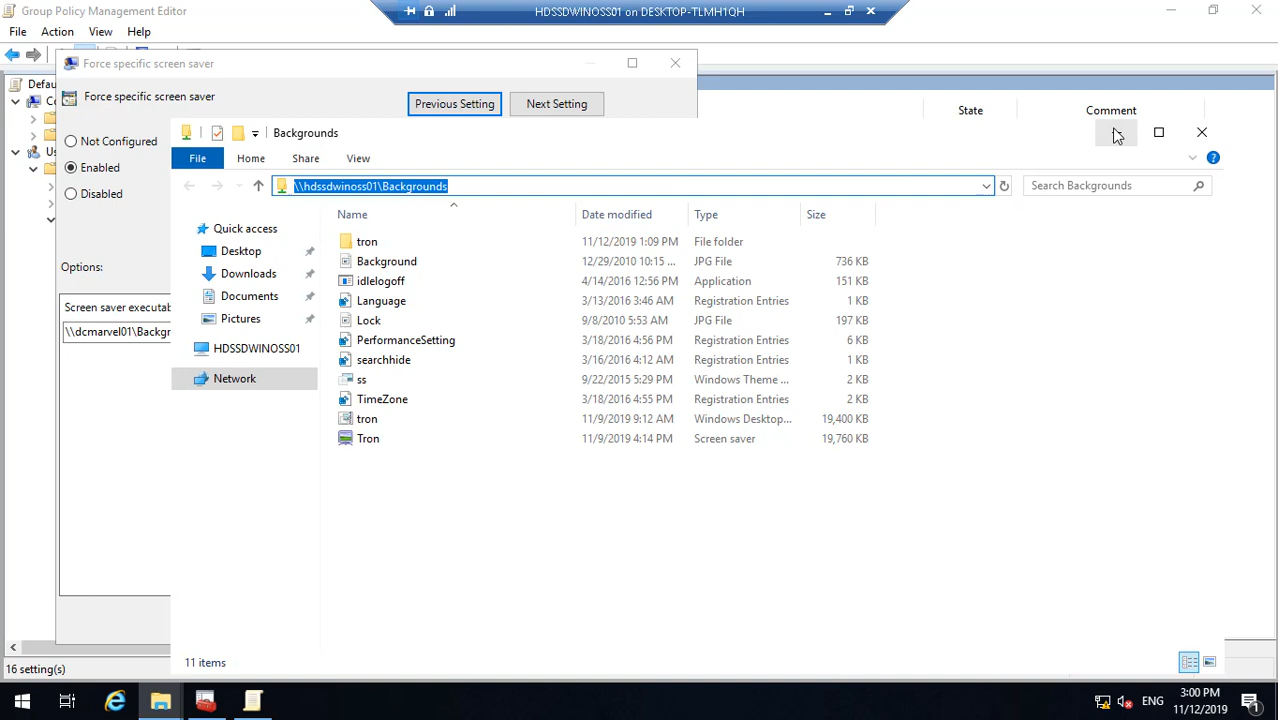 Group Policy Management Editor
HDSSDWINOSS01 on DESKTOP-TLMH1QH
File Action View Help
Force specific screen saver
Defau
Force specific screen saver
Previous Setting Next Setting
State Comment
Not Configured
Enabled
Disabled
Options:
Screen saver executab
\\dcmarvel01\Backgr
Backgrounds
File Home Share View
\\hdssdwinoss01\Backgrounds
Search Backgrounds
Name Date modified Type Size
Quick access
Desktop
Downloads
Documents
Pictures
HDSSDWINOSS01
Network
tron 11/12/2019 1:09 PM File folder
Background 12/29/2010 10:15 ... JPG File 736 KB
idlelogoff 4/14/2016 12:56 PM Application 151 KB
Language 3/13/2016 3:46 AM Registration Entries 1 KB
Lock 9/8/2010 5:53 AM JPG File 197 KB
PerformanceSetting 3/18/2016 4:56 PM Registration Entries 6 KB
searchhide 3/16/2016 4:12 AM Registration Entries 1 KB
ss 9/22/2015 5:29 PM Windows Theme ... 2 KB
TimeZone 3/18/2016 4:55 PM Registration Entries 2 KB
tron 11/9/2019 9:12 AM Windows Desktop... 19,400 KB
Tron 11/9/2019 4:14 PM Screen saver 19,760 KB
11 items
16 setting(s)
ENG
3:00 PM
11/12/2019
1